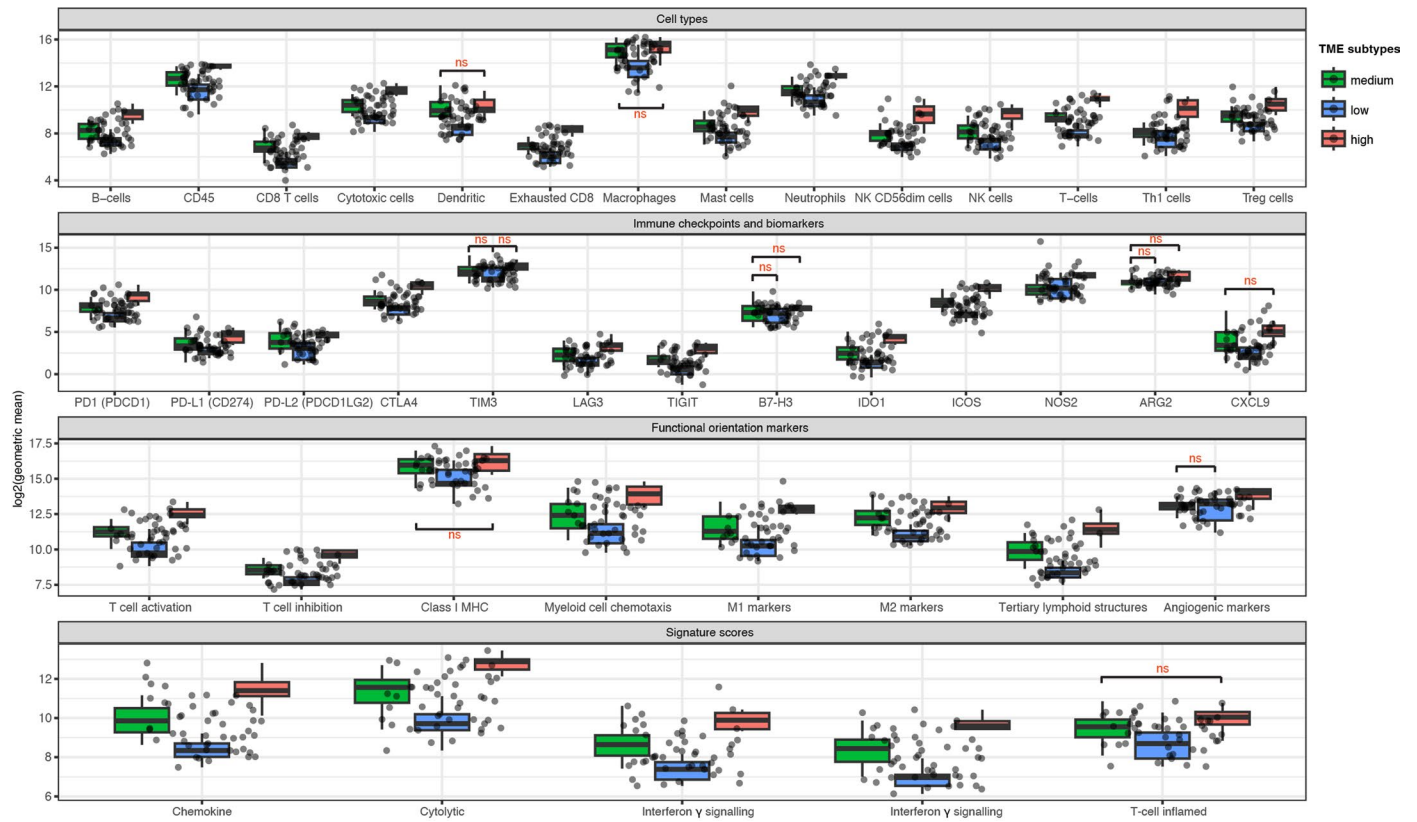 Cell types
TME subtypes
medium
low
high
16
12
8
4
ns
ns
B–cells CD45 CD8 T cells Cytotoxic cells Dendritic Exhausted CD8 Macrophages Mast cells Neutrophils NK CD56dim cells NK cells T–cells Th1 cells Treg cells
Immune checkpoints and biomarkers
15
10
5
0
ns ns
ns
ns
ns
ns
ns
PD1 (PDCD1) PD-L1 (CD274) PD-L2 (PDCD1LG2) CTLA4 TIM3 LAG3 TIGIT B7-H3 IDO1 ICOS NOS2 ARG2 CXCL9
log2(geometric mean)
Functional orientation markers
17.5
15.0
12.5
10.0
7.5
ns
ns
T cell activation T cell inhibition Class I MHC Myeloid cell chemotaxis M1 markers M2 markers Tertiary lymphoid structures Angiogenic markers
Signature scores
12
10
8
6
ns
Chemokine Cytolytic Interferon γ signalling Interferon γ signalling T-cell inflamed